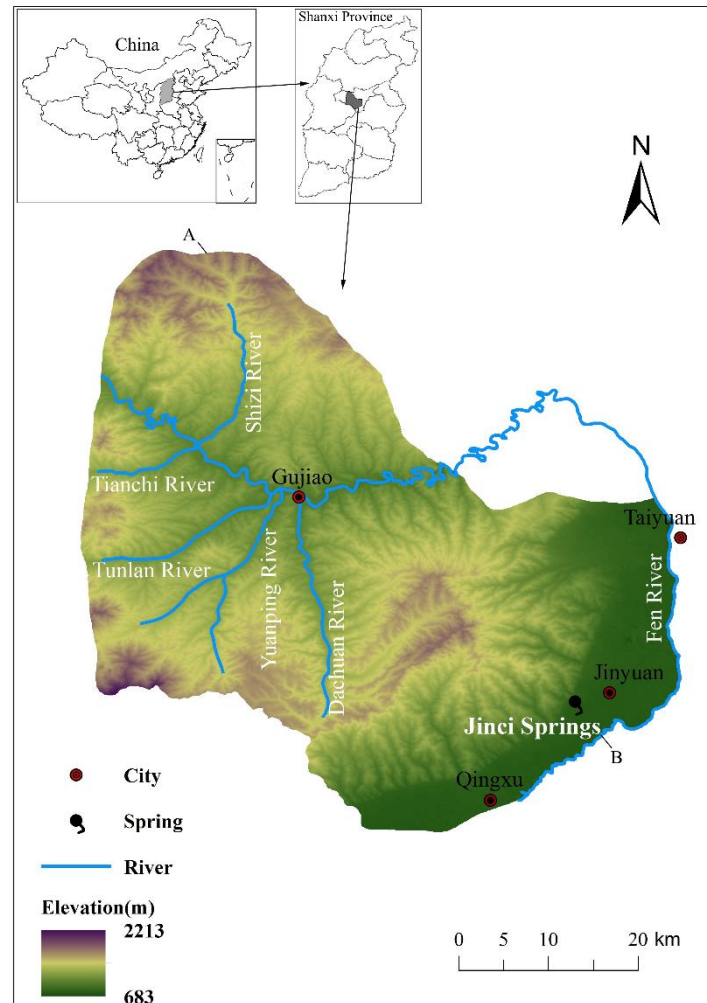 China
Shanxi Province
N
A
Shizi River
Tianchi River
Gujiao
Tunlan River
Yuanping River
Dachuan River
Taiyuan
Fen River
Jinyuan
Jinci Springs
B
Qingxu
City
Spring
River
Elevation(m)
2213
683
0 5 10 20 km